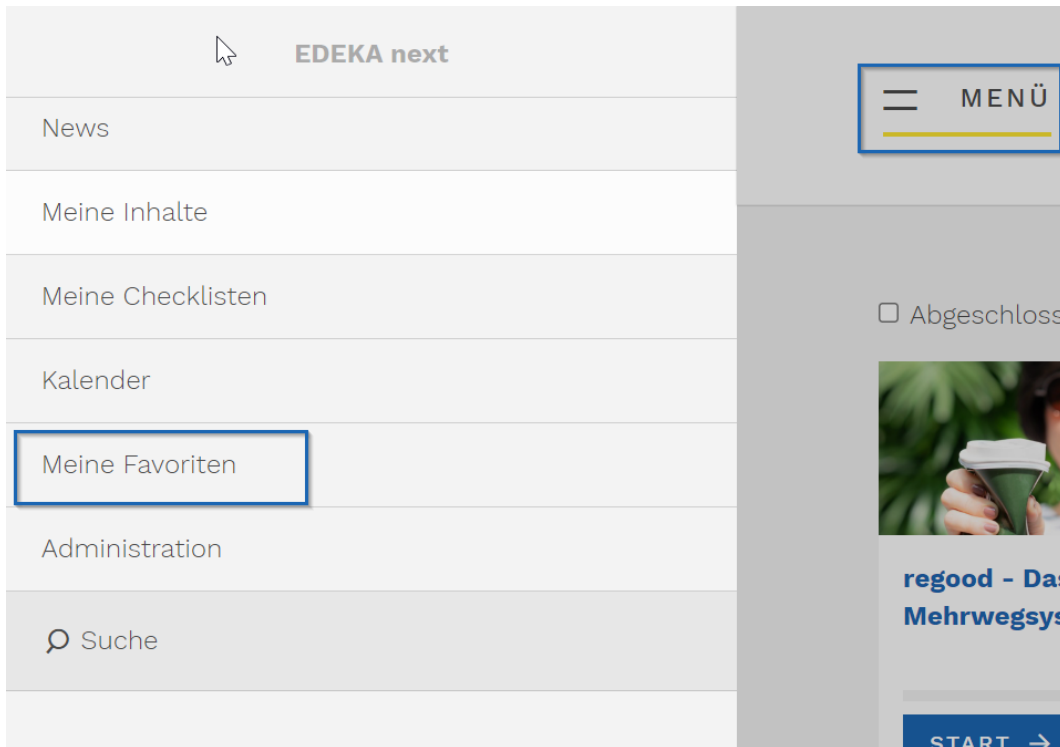 EDEKA next
News
Meine Inhalte
Meine Checklisten
Kalender
Meine Favoriten
Administration
Suche
MENÜ
Abgeschloss
regood - Das
Mehrwegsys
START →